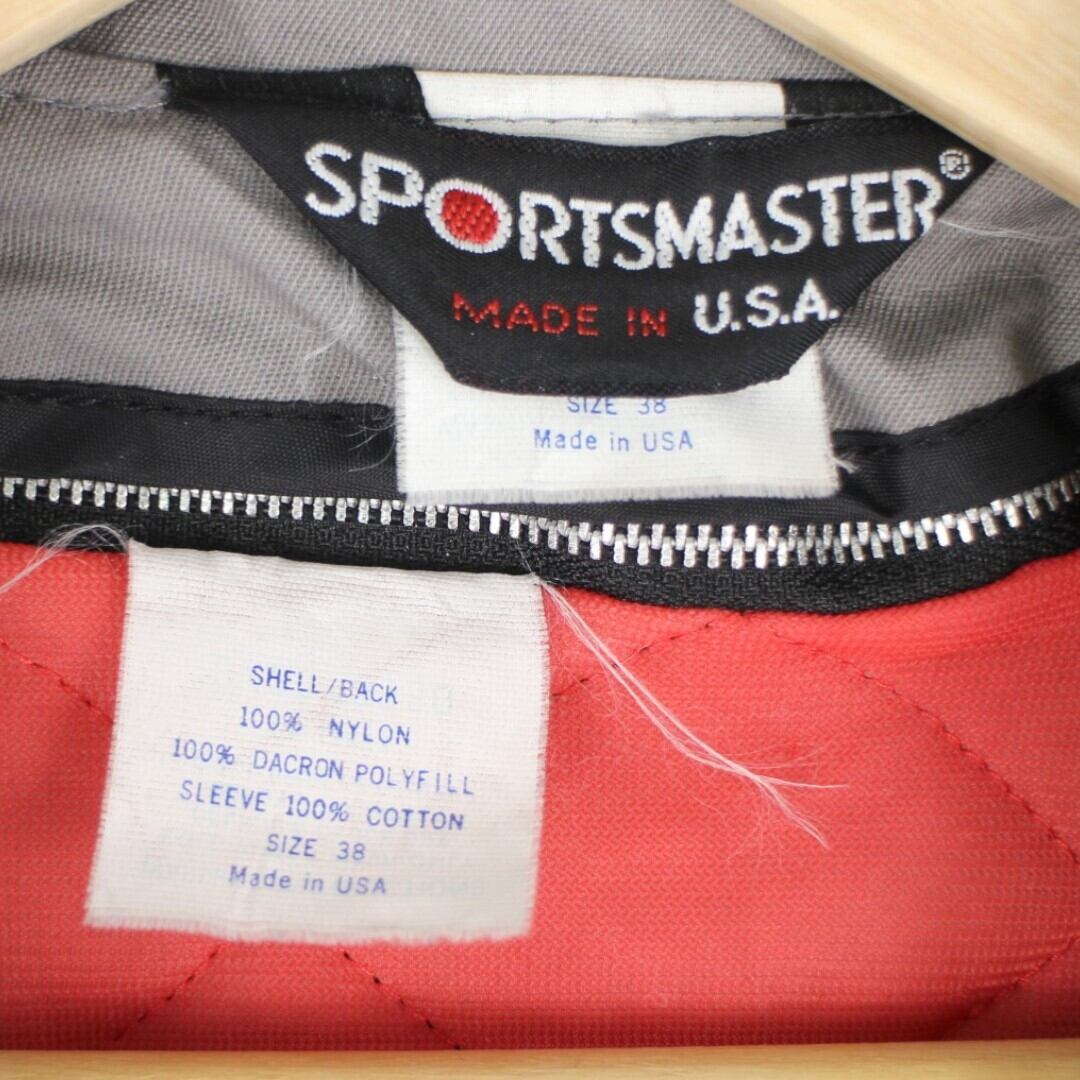 SPORTSMASTER®
MADE IN U.S.A.
SIZE 38
Made in USA
SHELL/BACK
100% NYLON
100% DACRON POLYFILL
SLEEVE 100% COTTON
SIZE 38
Made in USA